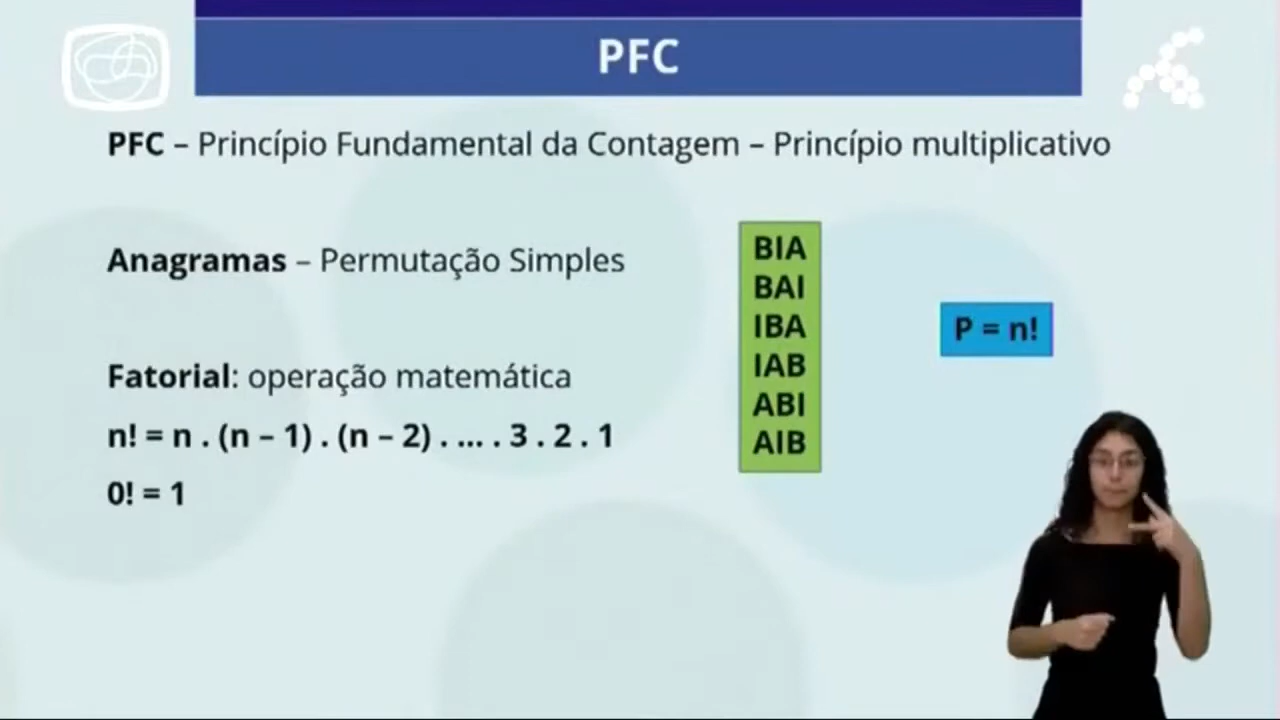 PFC
PFC – Princípio Fundamental da Contagem – Princípio multiplicativo
Anagramas – Permutação Simples
Fatorial: operação matemática
n! = n . (n – 1) . (n – 2) . ... . 3 . 2 . 1
0! = 1
BIA
BAI
IBA
IAB
ABI
AIB
P = n!